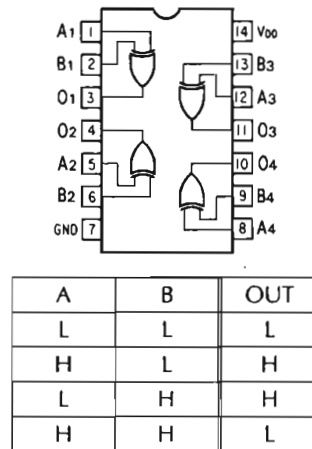 A1 1 14 VDD
B1 2 13 B3
O1 3 12 A3
O2 4 11 O3
A2 5 10 O4
B2 6 9 B4
GND 7 8 A4
A B OUT
L L L
H L H
L H H
H H L